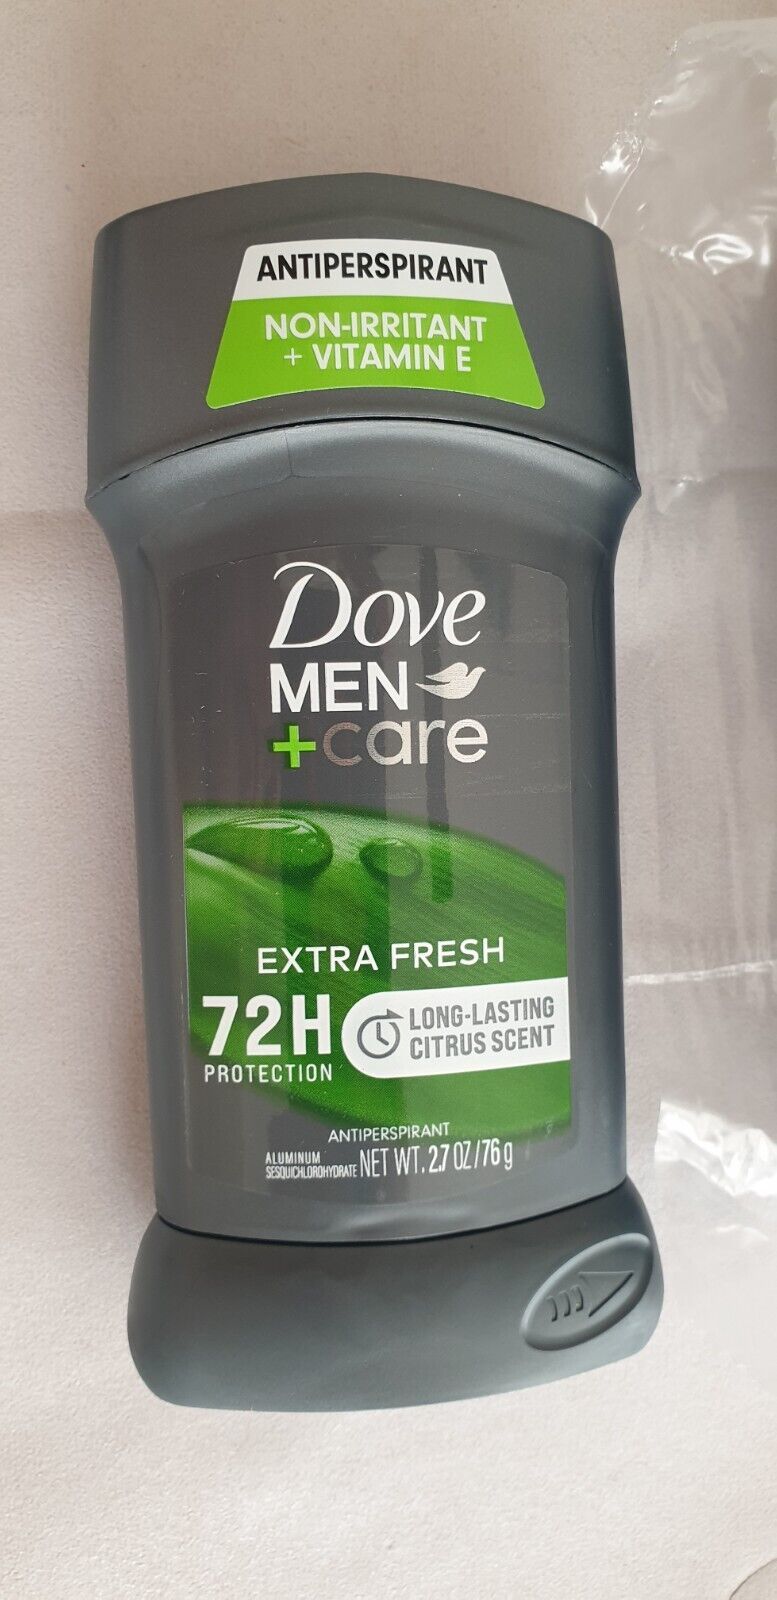 ANTIPERSPIRANT
NON-IRRITANT
+ VITAMIN E
Dove
MEN
+care
EXTRA FRESH
72H
PROTECTION
LONG-LASTING
CITRUS SCENT
ANTIPERSPIRANT
ALUMINUM
SESQUICHLOROHYDRATE NET WT. 2.7 OZ/76 g